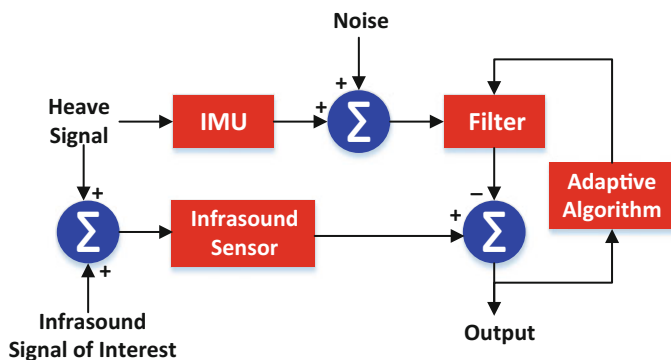 Noise
+
Heave
Signal
IMU
+
Σ
Filter
Adaptive
Algorithm
+
Σ
Infrasound
Sensor
+
−
Σ
+
Infrasound
Signal of Interest
Output